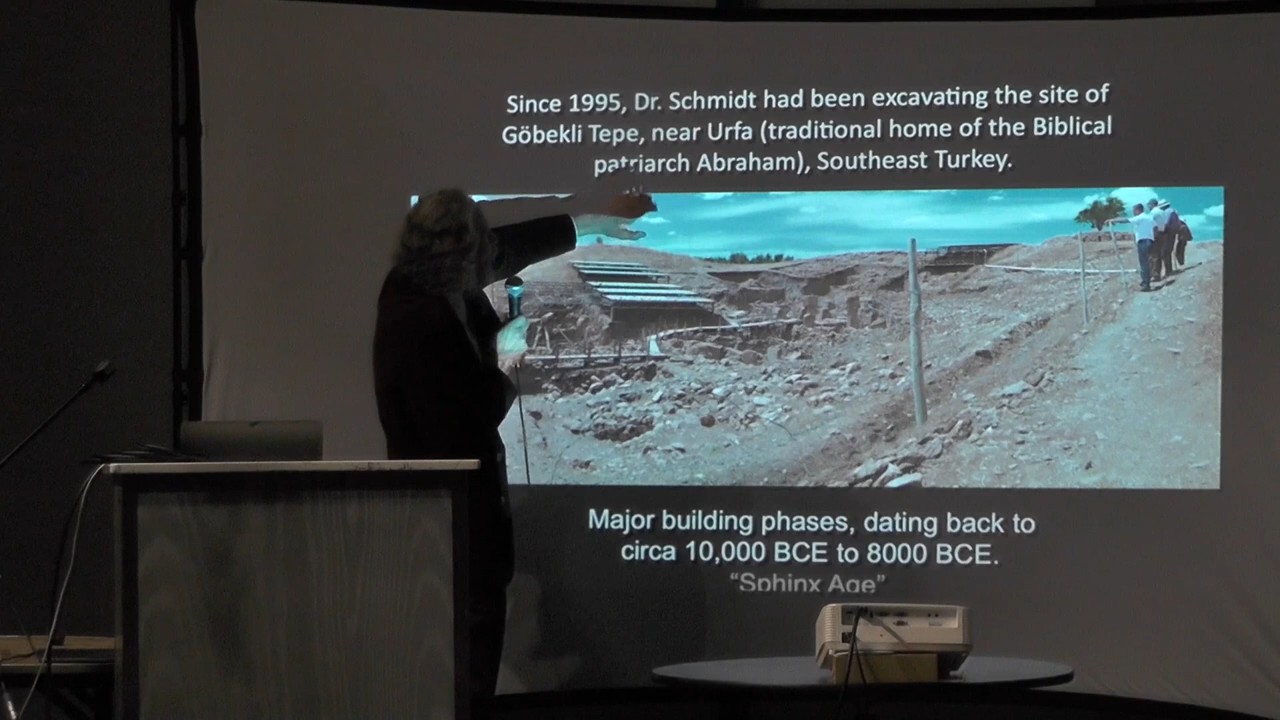 Since 1995, Dr. Schmidt had been excavating the site of
Göbekli Tepe, near Urfa (traditional home of the Biblical
patriarch Abraham), Southeast Turkey.
Major building phases, dating back to
circa 10,000 BCE to 8000 BCE.
“Sphinx Age”